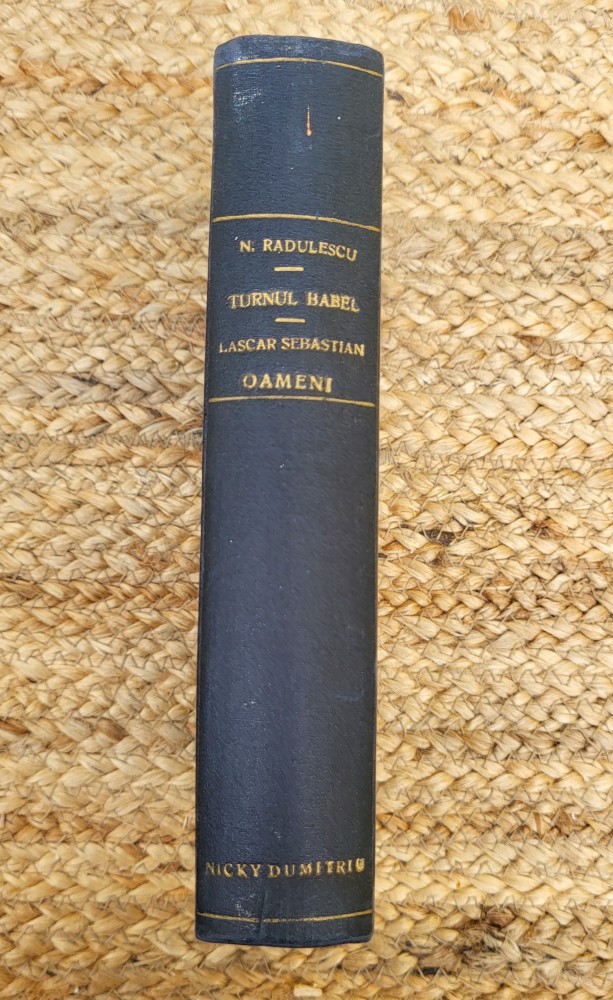 N. RADULESCU
TURNUL BABEL
LASCAR SEBASTIAN
OAMENI
NICKY DUMITRIU